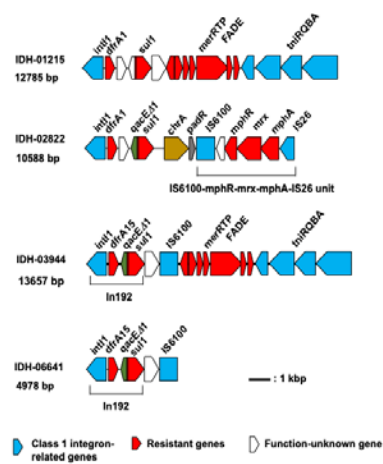 intI1 dfrA1 sul1 merRTP FADE tniRQBA
IDH-01215
12785 bp
intI1 dfrA1 qacEΔ1 sul1 chrA padR IS6100 mphR mrx mphA IS26
IDH-02822
10588 bp
IS6100-mphR-mrx-mphA-IS26 unit
intI1 dfrA15 qacEΔ1 sul1 IS6100 merRTP FADE tniRQBA
IDH-03944
13657 bp
In192
intI1 dfrA15 qacEΔ1 sul1 IS6100
IDH-06641
4978 bp
In192
: 1 kbp
Class 1 integron-
related genes
Resistant genes
Function-unknown gene